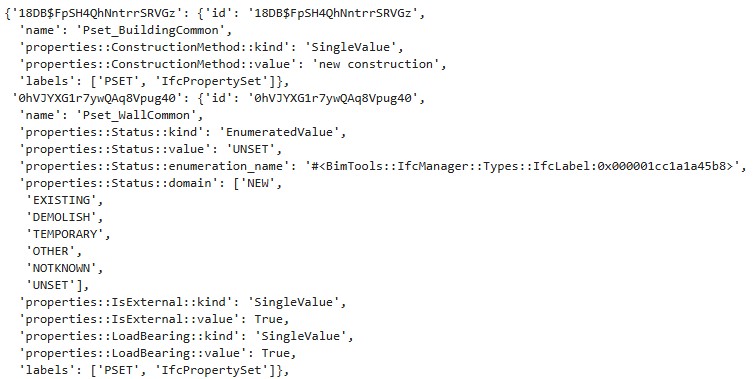 {'18DB$FpSH4QhNntrrSRVGz': {'id': '18DB$FpSH4QhNntrrSRVGz',
'name': 'Pset_BuildingCommon',
'properties::ConstructionMethod::kind': 'SingleValue',
'properties::ConstructionMethod::value': 'new construction',
'labels': ['PSET', 'IfcPropertySet']},
'0hVJYXG1r7ywQAq8Vpug40': {'id': '0hVJYXG1r7ywQAq8Vpug40',
'name': 'Pset_WallCommon',
'properties::Status::kind': 'EnumeratedValue',
'properties::Status::value': 'UNSET',
'properties::Status::enumeration_name': '#<BimTools::IfcManager::Types::IfcLabel:0x000001cc1a1a45b8>',
'properties::Status::domain': ['NEW',
'EXISTING',
'DEMOLISH',
'TEMPORARY',
'OTHER',
'NOTKNOWN',
'UNSET'],
'properties::IsExternal::kind': 'SingleValue',
'properties::IsExternal::value': True,
'properties::LoadBearing::kind': 'SingleValue',
'properties::LoadBearing::value': True,
'labels': ['PSET', 'IfcPropertySet']},